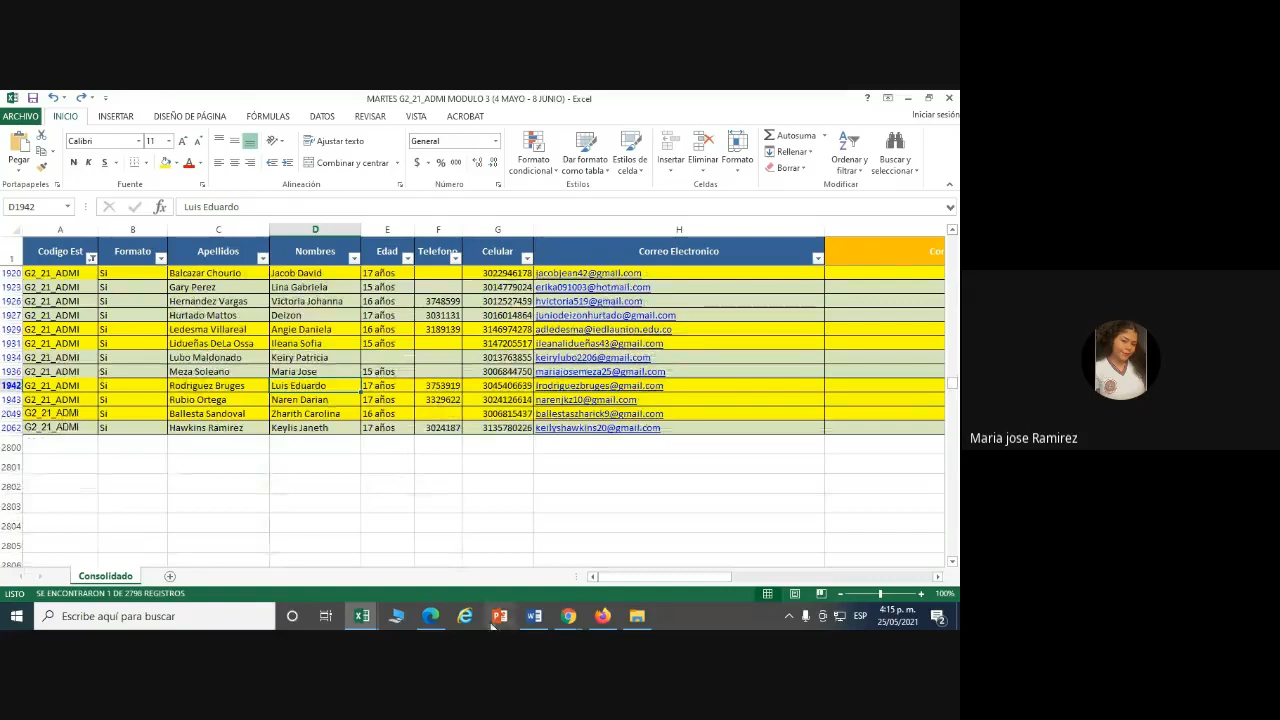 MARTES G2_21_ADMI MODULO 3 (4 MAYO - 8 JUNIO) - Excel
ARCHIVO INICIO INSERTAR DISEÑO DE PÁGINA FÓRMULAS DATOS REVISAR VISTA ACROBAT Iniciar sesión
Calibri 11 Ajustar texto General Autosuma
Pegar N K S Combinar y centrar $ % 000 Formato condicional Dar formato como tabla Estilos de celda Insertar Eliminar Formato Rellenar Borrar Ordenar y filtrar Buscar y seleccionar
Portapapeles Fuente Alineación Número Estilos Celdas Modificar
D1942 fx Luis Eduardo
A B C D E F G H
1 Codigo Est Formato Apellidos Nombres Edad Telefono Celular Correo Electronico Cor
1920 G2_21_ADMI Si Balcazar Chourio Jacob David 17 años 3022946178 jacobjean42@gmail.com
1923 G2_21_ADMI Si Gary Perez Lina Gabriela 15 años 3014779024 erika091003@hotmail.com
1926 G2_21_ADMI Si Hernandez Vargas Victoria Johanna 16 años 3748599 3012527459 hvictoria519@gmail.com
1927 G2_21_ADMI Si Hurtado Mattos Deizon 17 años 3031131 3016014864 juniodeizonhurtado@gmail.com
1929 G2_21_ADMI Si Ledesma Villareal Angie Daniela 16 años 3189139 3146974278 adledesma@iedlaunion.edu.co
1931 G2_21_ADMI Si Lidueñas DeLa Ossa Ileana Sofia 15 años 3147205517 ileanalidueñas43@gmail.com
1934 G2_21_ADMI Si Lubo Maldonado Keiry Patricia 3013763855 keirylubo2206@gmail.com
1936 G2_21_ADMI Si Meza Soleano Maria Jose 15 años 3006844750 mariajosemeza25@gmail.com
1942 G2_21_ADMI Si Rodriguez Bruges Luis Eduardo 17 años 3753919 3045406639 lrodriguezbruges@gmail.com
1943 G2_21_ADMI Si Rubio Ortega Naren Darian 17 años 3329622 3024126614 narenjkz10@gmail.com
2049 G2_21_ADMI Si Ballesta Sandoval Zharith Carolina 16 años 3006815437 ballestaszharick9@gmail.com
2062 G2_21_ADMI Si Hawkins Ramirez Keylis Janeth 17 años 3024187 3135780226 keilyshawkins20@gmail.com
2800
2801
2802
2803
2804
2805
2806
Consolidado
LISTO SE ENCONTRARON 1 DE 2798 REGISTROS 100%
Escribe aquí para buscar ESP 4:15 p. m.
25/05/2021 2
Maria jose Ramirez